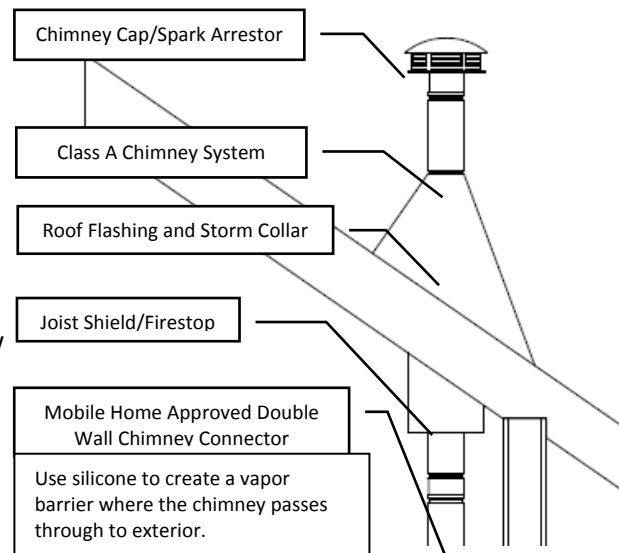 Chimney Cap/Spark Arrestor
Class A Chimney System
Roof Flashing and Storm Collar
Joist Shield/Firestop
Mobile Home Approved Double
Wall Chimney Connector
Use silicone to create a vapor
barrier where the chimney passes
through to exterior.